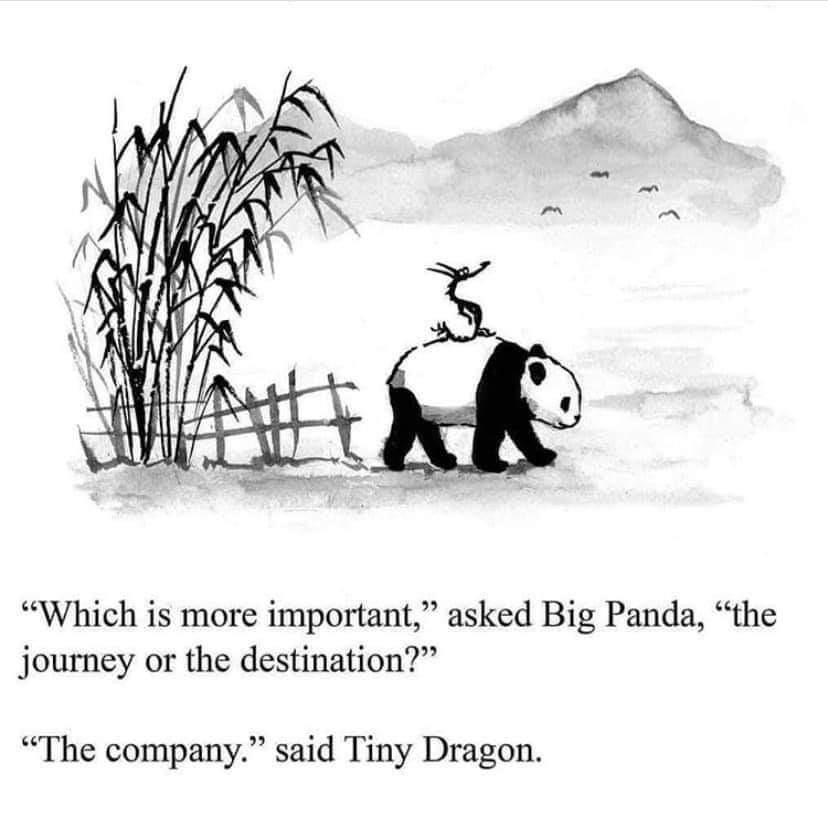 “Which is more important,” asked Big Panda, “the
journey or the destination?”
“The company.” said Tiny Dragon.